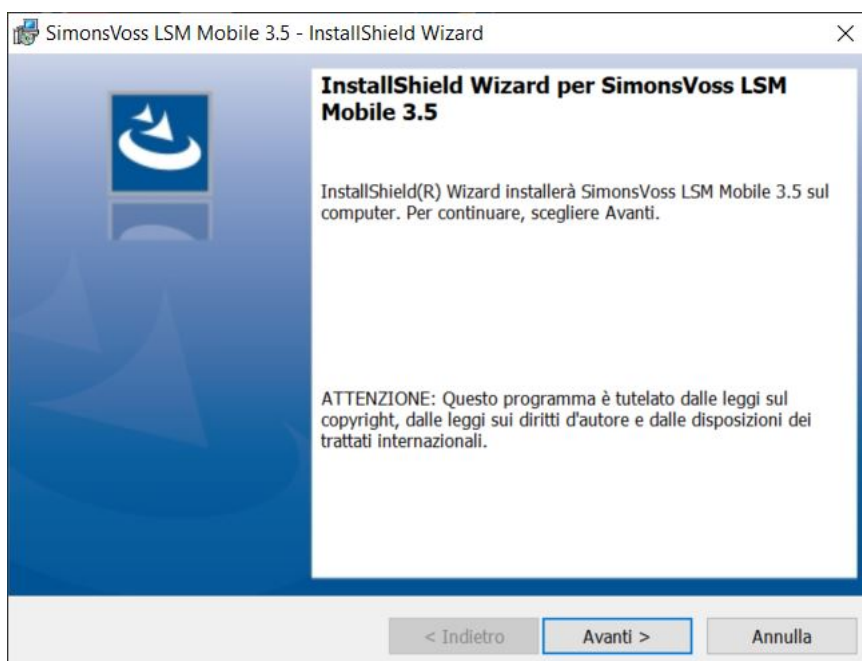 SimonsVoss LSM Mobile 3.5 - InstallShield Wizard
InstallShield Wizard per SimonsVoss LSM
Mobile 3.5
InstallShield(R) Wizard installerà SimonsVoss LSM Mobile 3.5 sul
computer. Per continuare, scegliere Avanti.
ATTENZIONE: Questo programma è tutelato dalle leggi sul
copyright, dalle leggi sui diritti d'autore e dalle disposizioni dei
trattati internazionali.
< Indietro
Avanti >
Annulla